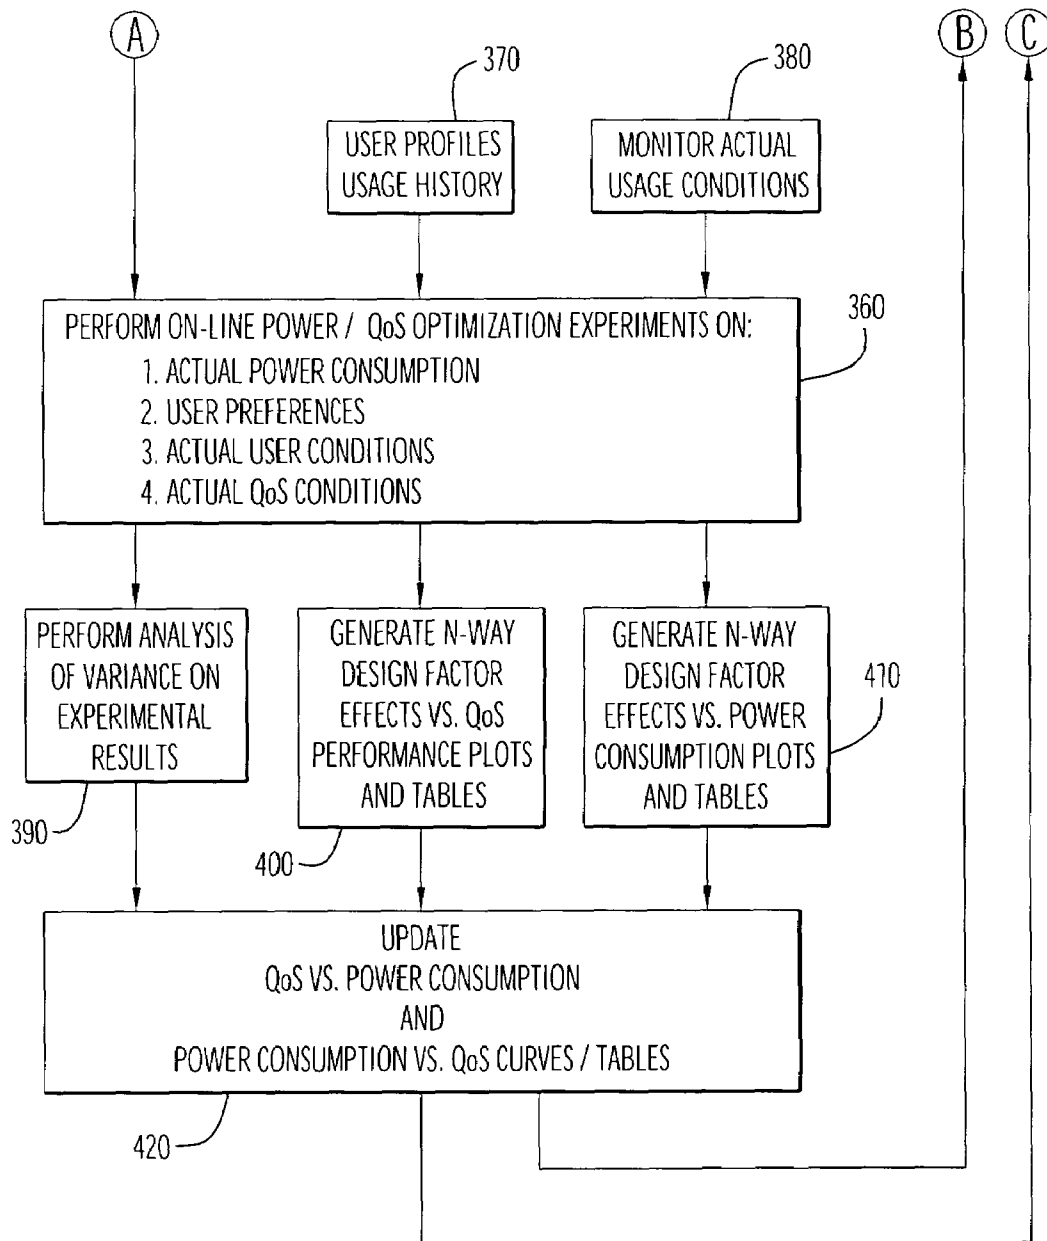 A
B
C
370
380
USER PROFILES
USAGE HISTORY
MONITOR ACTUAL
USAGE CONDITIONS
360
PERFORM ON-LINE POWER / QoS OPTIMIZATION EXPERIMENTS ON:
1. ACTUAL POWER CONSUMPTION
2. USER PREFERENCES
3. ACTUAL USER CONDITIONS
4. ACTUAL QoS CONDITIONS
PERFORM ANALYSIS
OF VARIANCE ON
EXPERIMENTAL
RESULTS
390
GENERATE N-WAY
DESIGN FACTOR
EFFECTS VS. QoS
PERFORMANCE PLOTS
AND TABLES
400
GENERATE N-WAY
DESIGN FACTOR
EFFECTS VS. POWER
CONSUMPTION PLOTS
AND TABLES
410
UPDATE
QoS VS. POWER CONSUMPTION
AND
POWER CONSUMPTION VS. QoS CURVES / TABLES
420